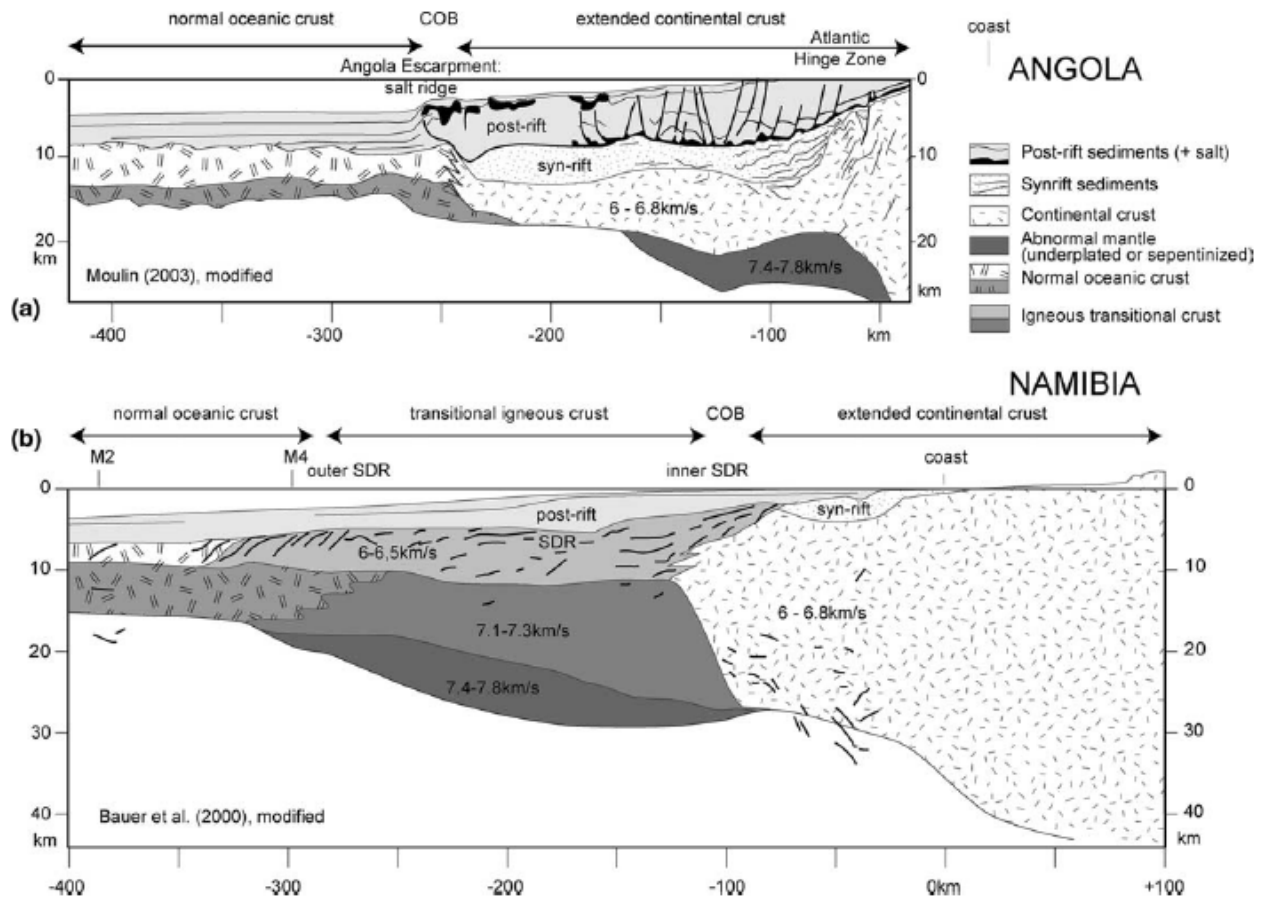 normal oceanic crust COB extended continental crust
coast
Atlantic
Hinge Zone
Angola Escarpment:
salt ridge
ANGOLA
0 0
post-rift
10 10
syn-rift
6 - 6.8km/s
20 20
km
7.4-7.8km/s
km
Moulin (2003), modified
(a)
-400 -300 -200 -100 km
Post-rift sediments (+ salt)
Synrift sediments
Continental crust
Abnormal mantle
(underplated or sepentinized)
Normal oceanic crust
Igneous transitional crust
NAMIBIA
normal oceanic crust transitional igneous crust COB extended continental crust
(b)
M2 M4 outer SDR inner SDR coast
0 0
post-rift syn-rift
SDR
6-6,5km/s
10 10
6 - 6.8km/s
7.1-7.3km/s
20 20
7.4-7.8km/s
30 30
40 40
Bauer et al. (2000), modified
km km
-400 -300 -200 -100 0km +100